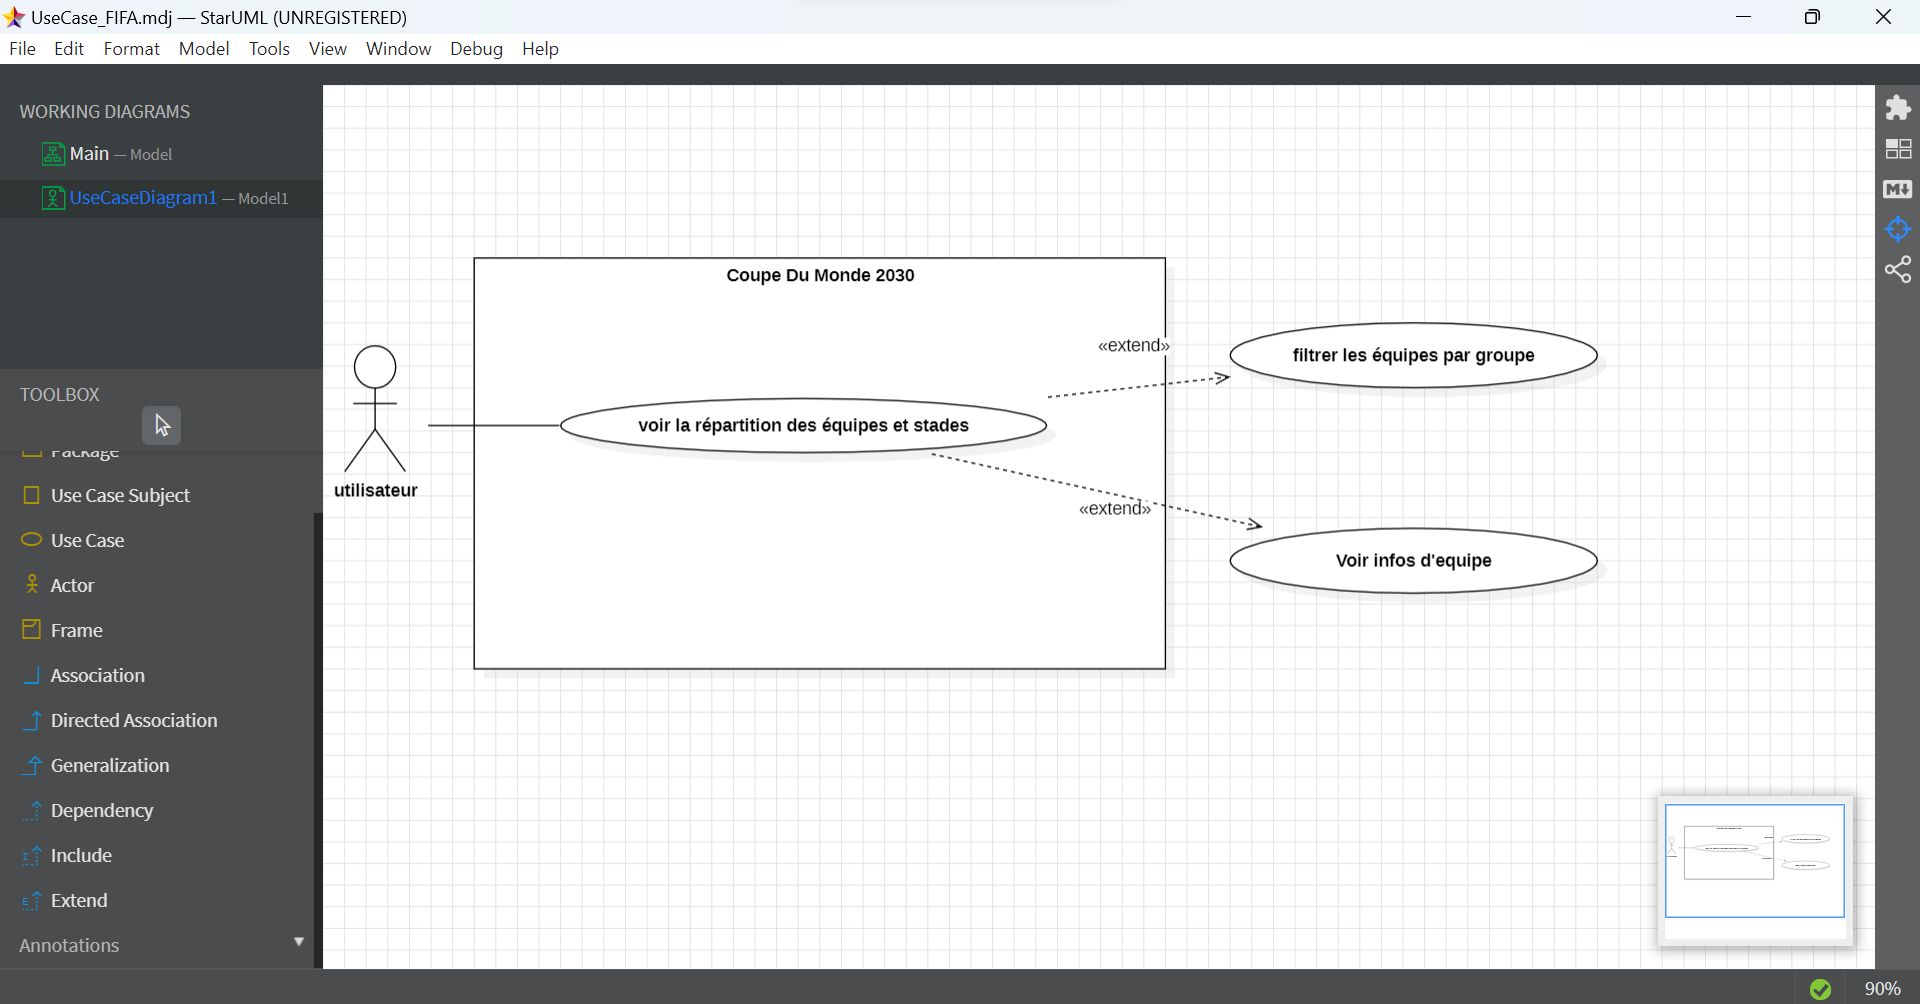 UseCase_FIFA.mdj — StarUML (UNREGISTERED)
File Edit Format Model Tools View Window Debug Help
WORKING DIAGRAMS
Main — Model
UseCaseDiagram1 — Model1
TOOLBOX
Package
Use Case Subject
Use Case
Actor
Frame
Association
Directed Association
Generalization
Dependency
Include
Extend
Annotations
Coupe Du Monde 2030
«extend»
filtrer les équipes par groupe
voir la répartition des équipes et stades
utilisateur
«extend»
Voir infos d'equipe
90%